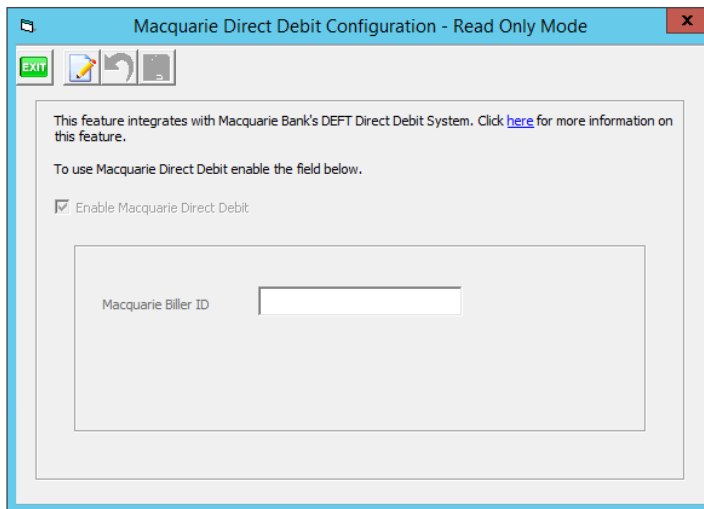 Macquarie Direct Debit Configuration - Read Only Mode
x
EXIT
This feature integrates with Macquarie Bank's DEFT Direct Debit System. Click here for more information on
this feature.
To use Macquarie Direct Debit enable the field below.
Enable Macquarie Direct Debit
Macquarie Biller ID